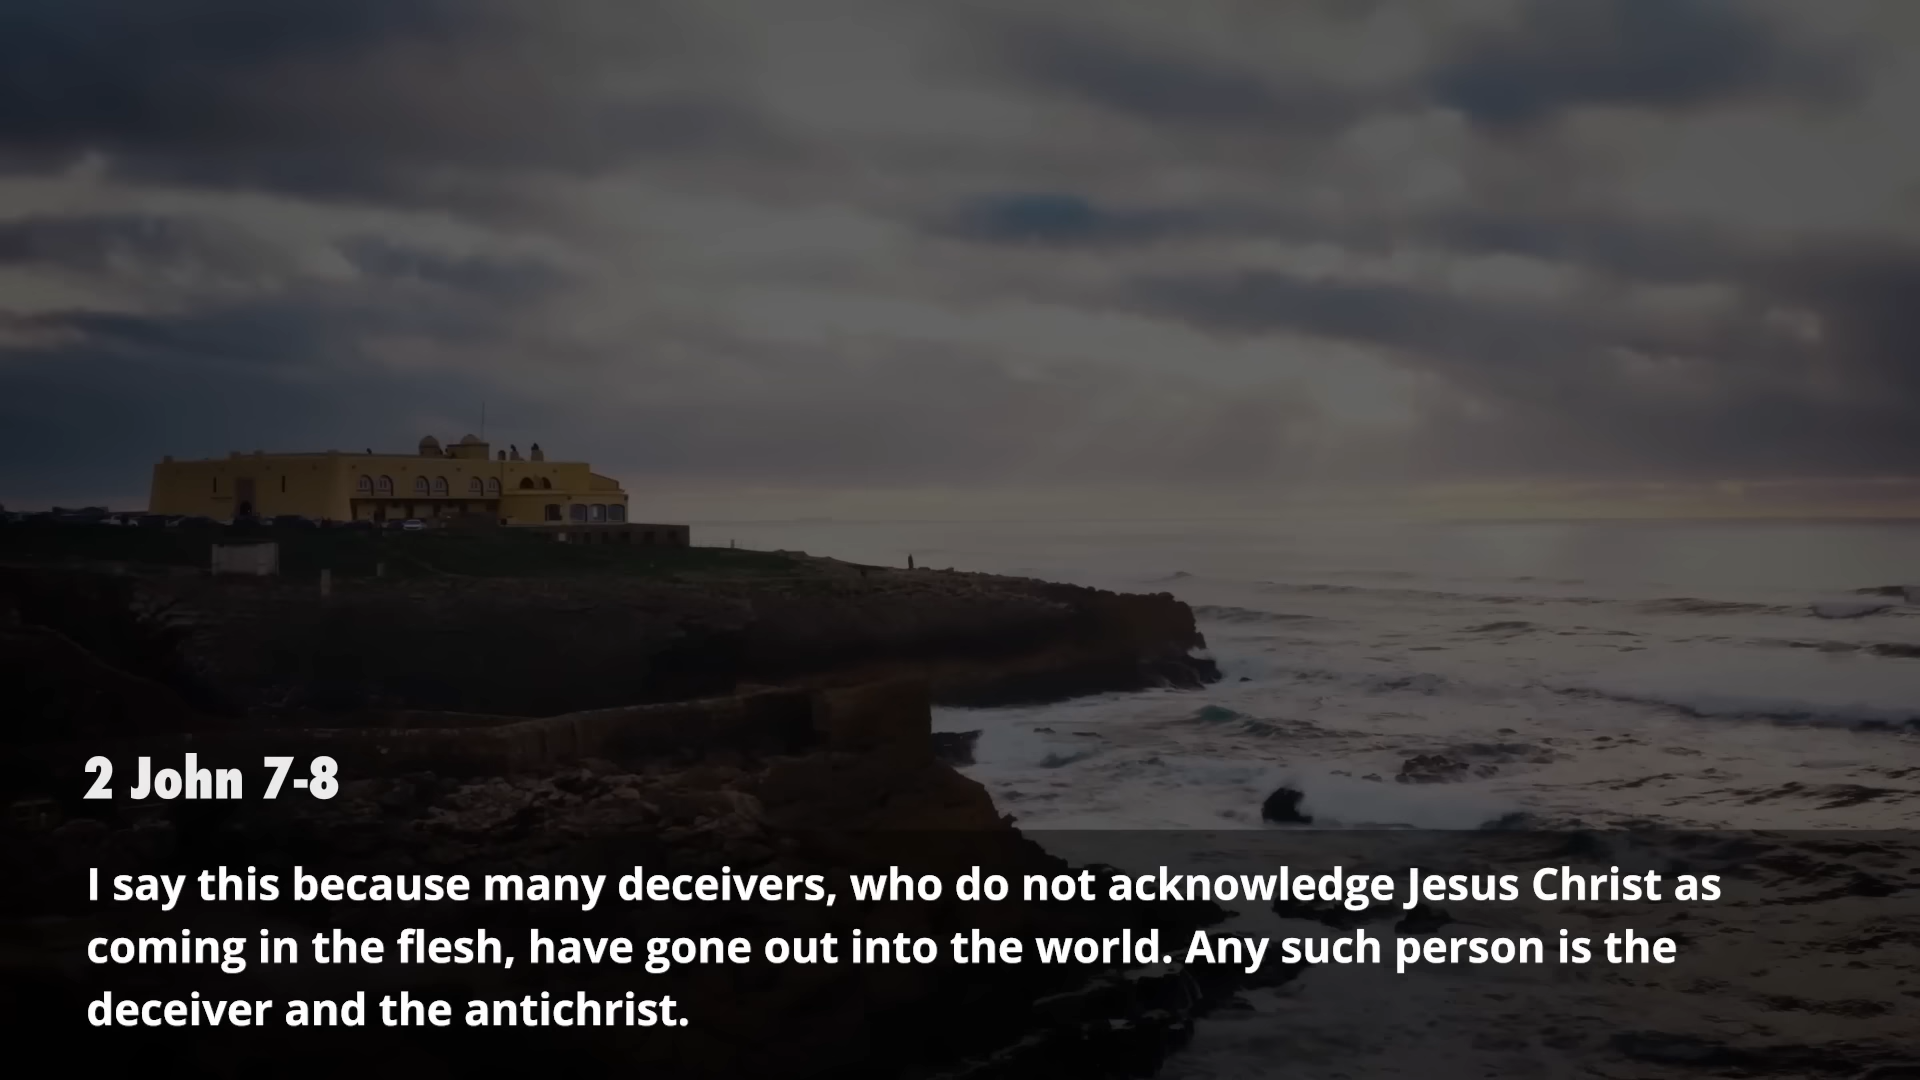 2 John 7-8
I say this because many deceivers, who do not acknowledge Jesus Christ as
coming in the flesh, have gone out into the world. Any such person is the
deceiver and the antichrist.